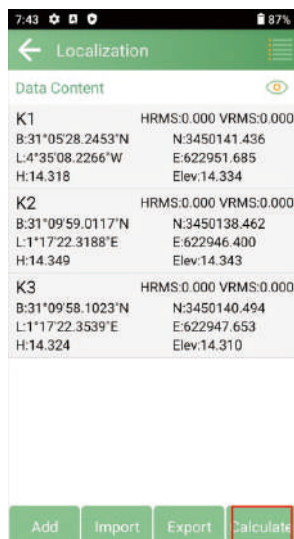 7:43 87%
Localization
Data Content
K1 HRMS:0.000 VRMS:0.000
B:31°05'28.2453"N N:3450141.436
L:4°35'08.2266"W E:622951.685
H:14.318 Elev:14.334
K2 HRMS:0.000 VRMS:0.000
B:31°09'59.0117"N N:3450138.462
L:1°17'22.3188"E E:622946.400
H:14.349 Elev:14.343
K3 HRMS:0.000 VRMS:0.000
B:31°09'58.1023"N N:3450140.494
L:1°17'22.3539"E E:622947.653
H:14.324 Elev:14.310
Add Import Export Calculate